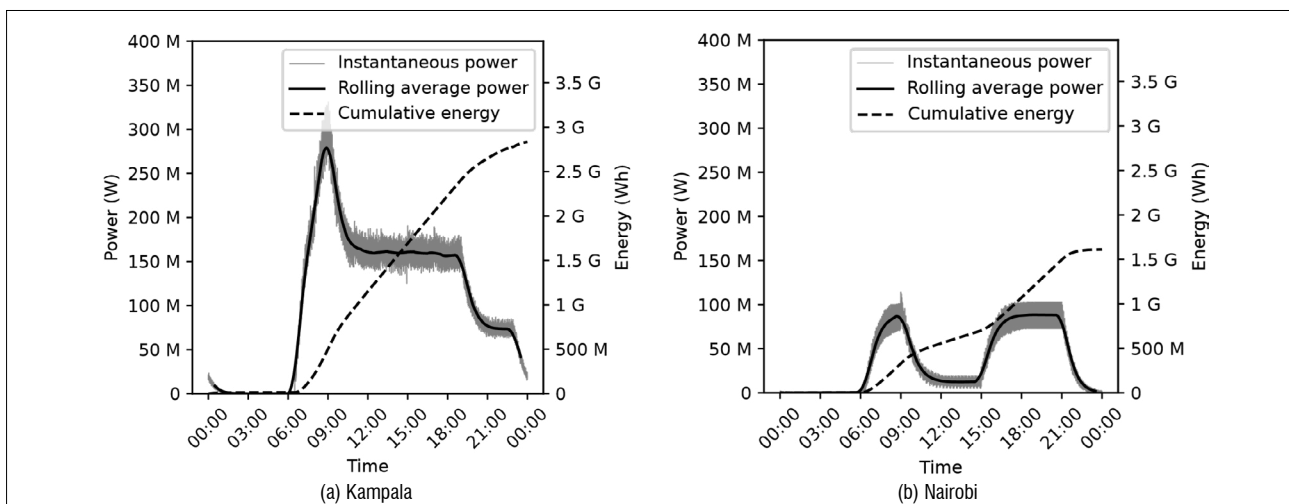 400 M
350 M
300 M
250 M
200 M
150 M
100 M
50 M
0
Power (W)
Instantaneous power
Rolling average power
Cumulative energy
3.5 G
3 G
2.5 G
2 G
1.5 G
1 G
500 M
0
Energy (Wh)
00:00 03:00 06:00 09:00 12:00 15:00 18:00 21:00 00:00
Time
(a) Kampala
400 M
350 M
300 M
250 M
200 M
150 M
100 M
50 M
0
Power (W)
Instantaneous power
Rolling average power
Cumulative energy
3.5 G
3 G
2.5 G
2 G
1.5 G
1 G
500 M
0
Energy (Wh)
00:00 03:00 06:00 09:00 12:00 15:00 18:00 21:00 00:00
Time
(b) Nairobi